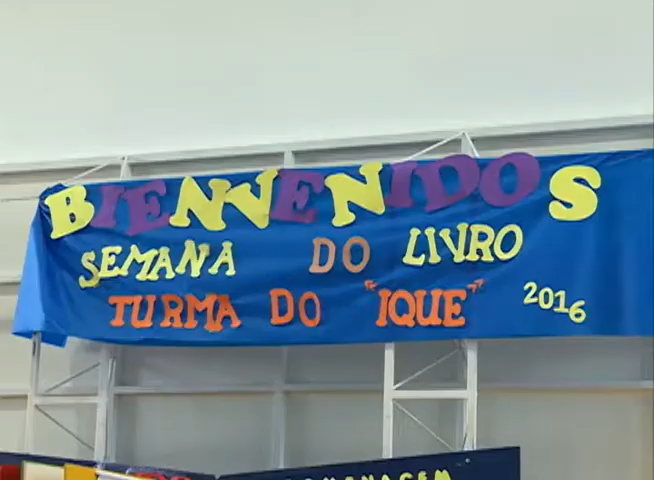 BIENVENIDOS
SEMANA DO LIVRO
TURMA DO "IQUE" 2016